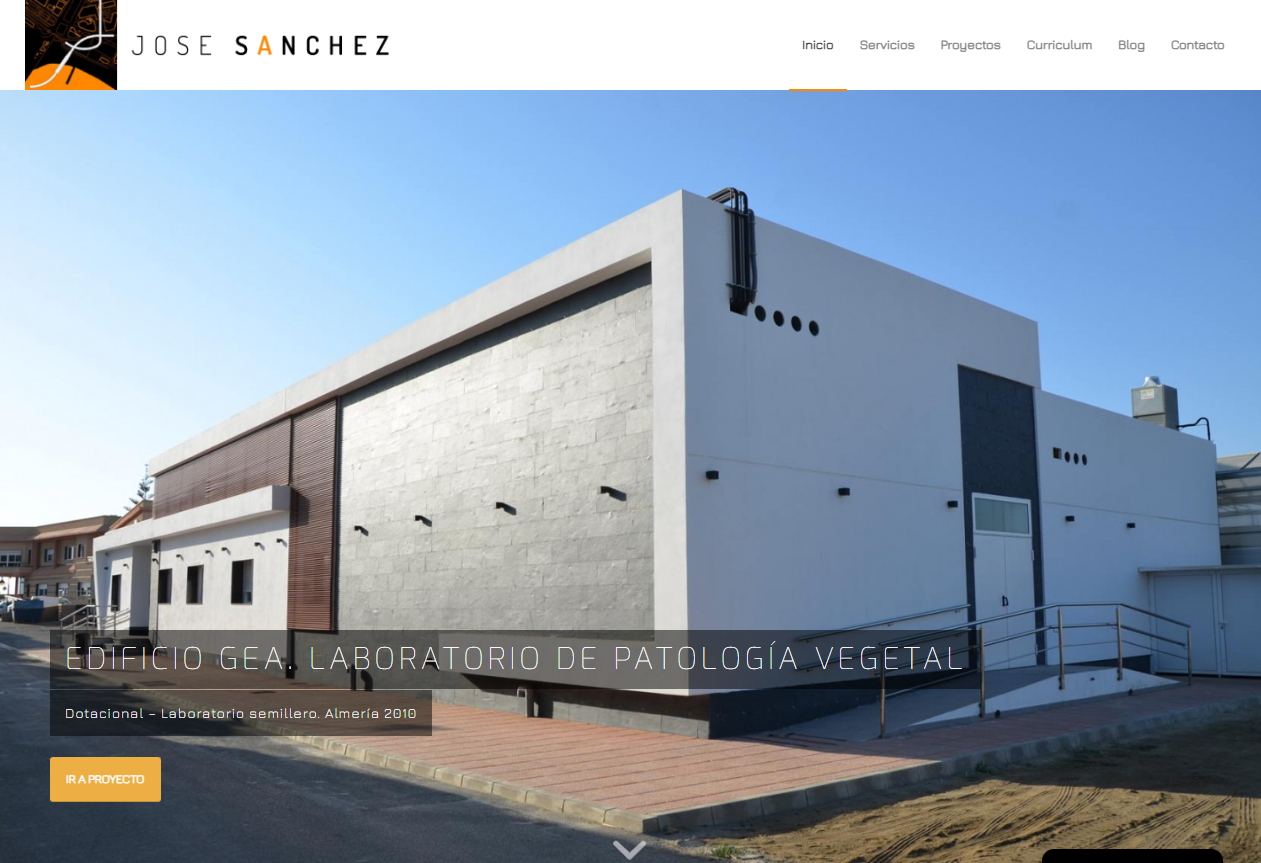 JOSE SANCHEZ
Inicio
Servicios
Proyectos
Curriculum
Blog
Contacto
EDIFICIO GEA. LABORATORIO DE PATOLOGÍA VEGETAL
Dotacional – Laboratorio semillero. Almería 2010
IR A PROYECTO